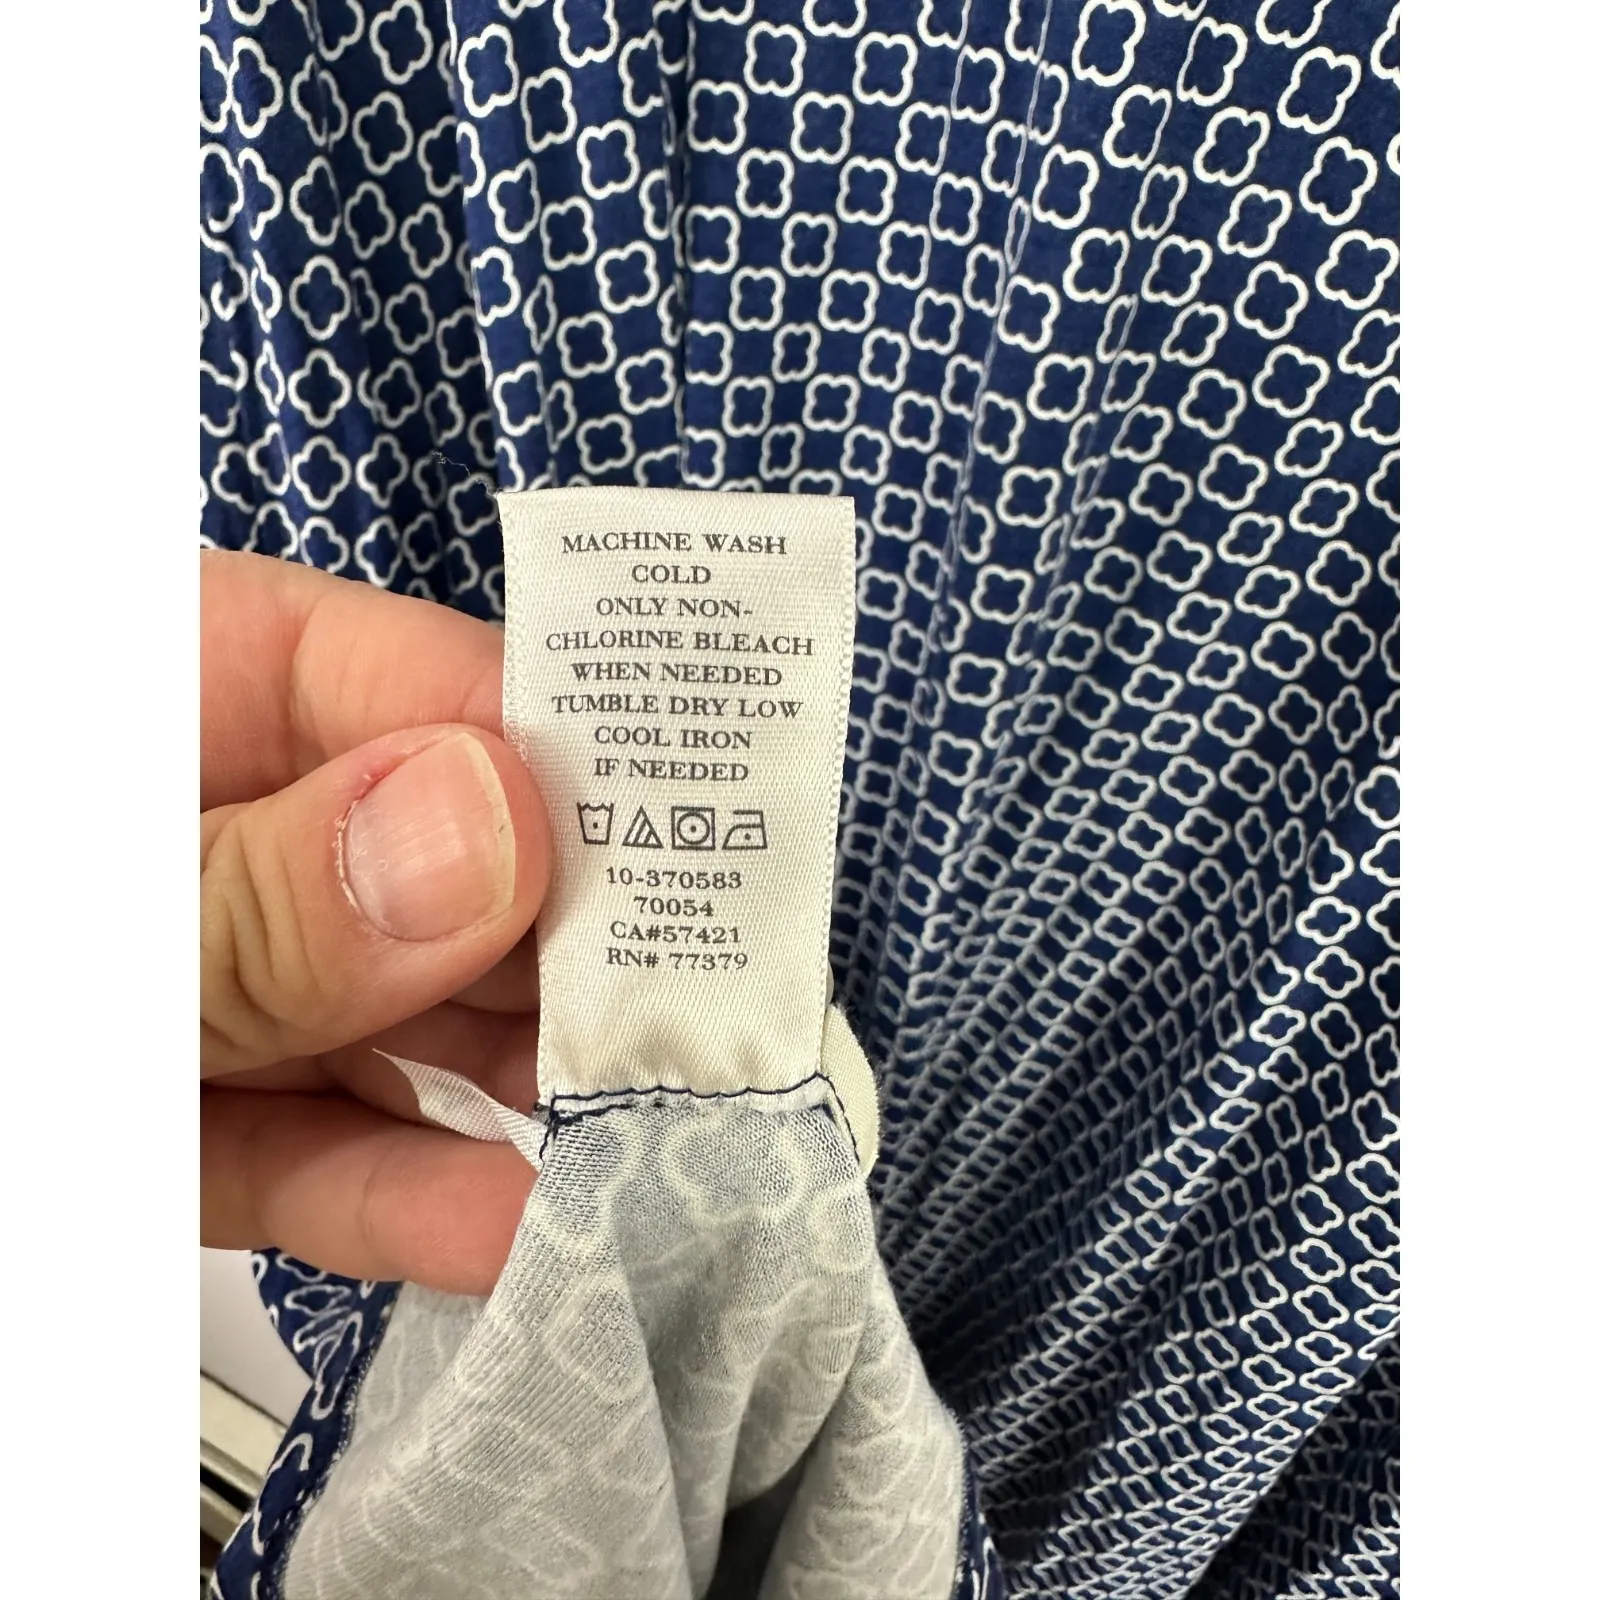 MACHINE WASH
COLD
ONLY NON-
CHLORINE BLEACH
WHEN NEEDED
TUMBLE DRY LOW
COOL IRON
IF NEEDED
10-370583
70054
CA#57421
RN# 77379